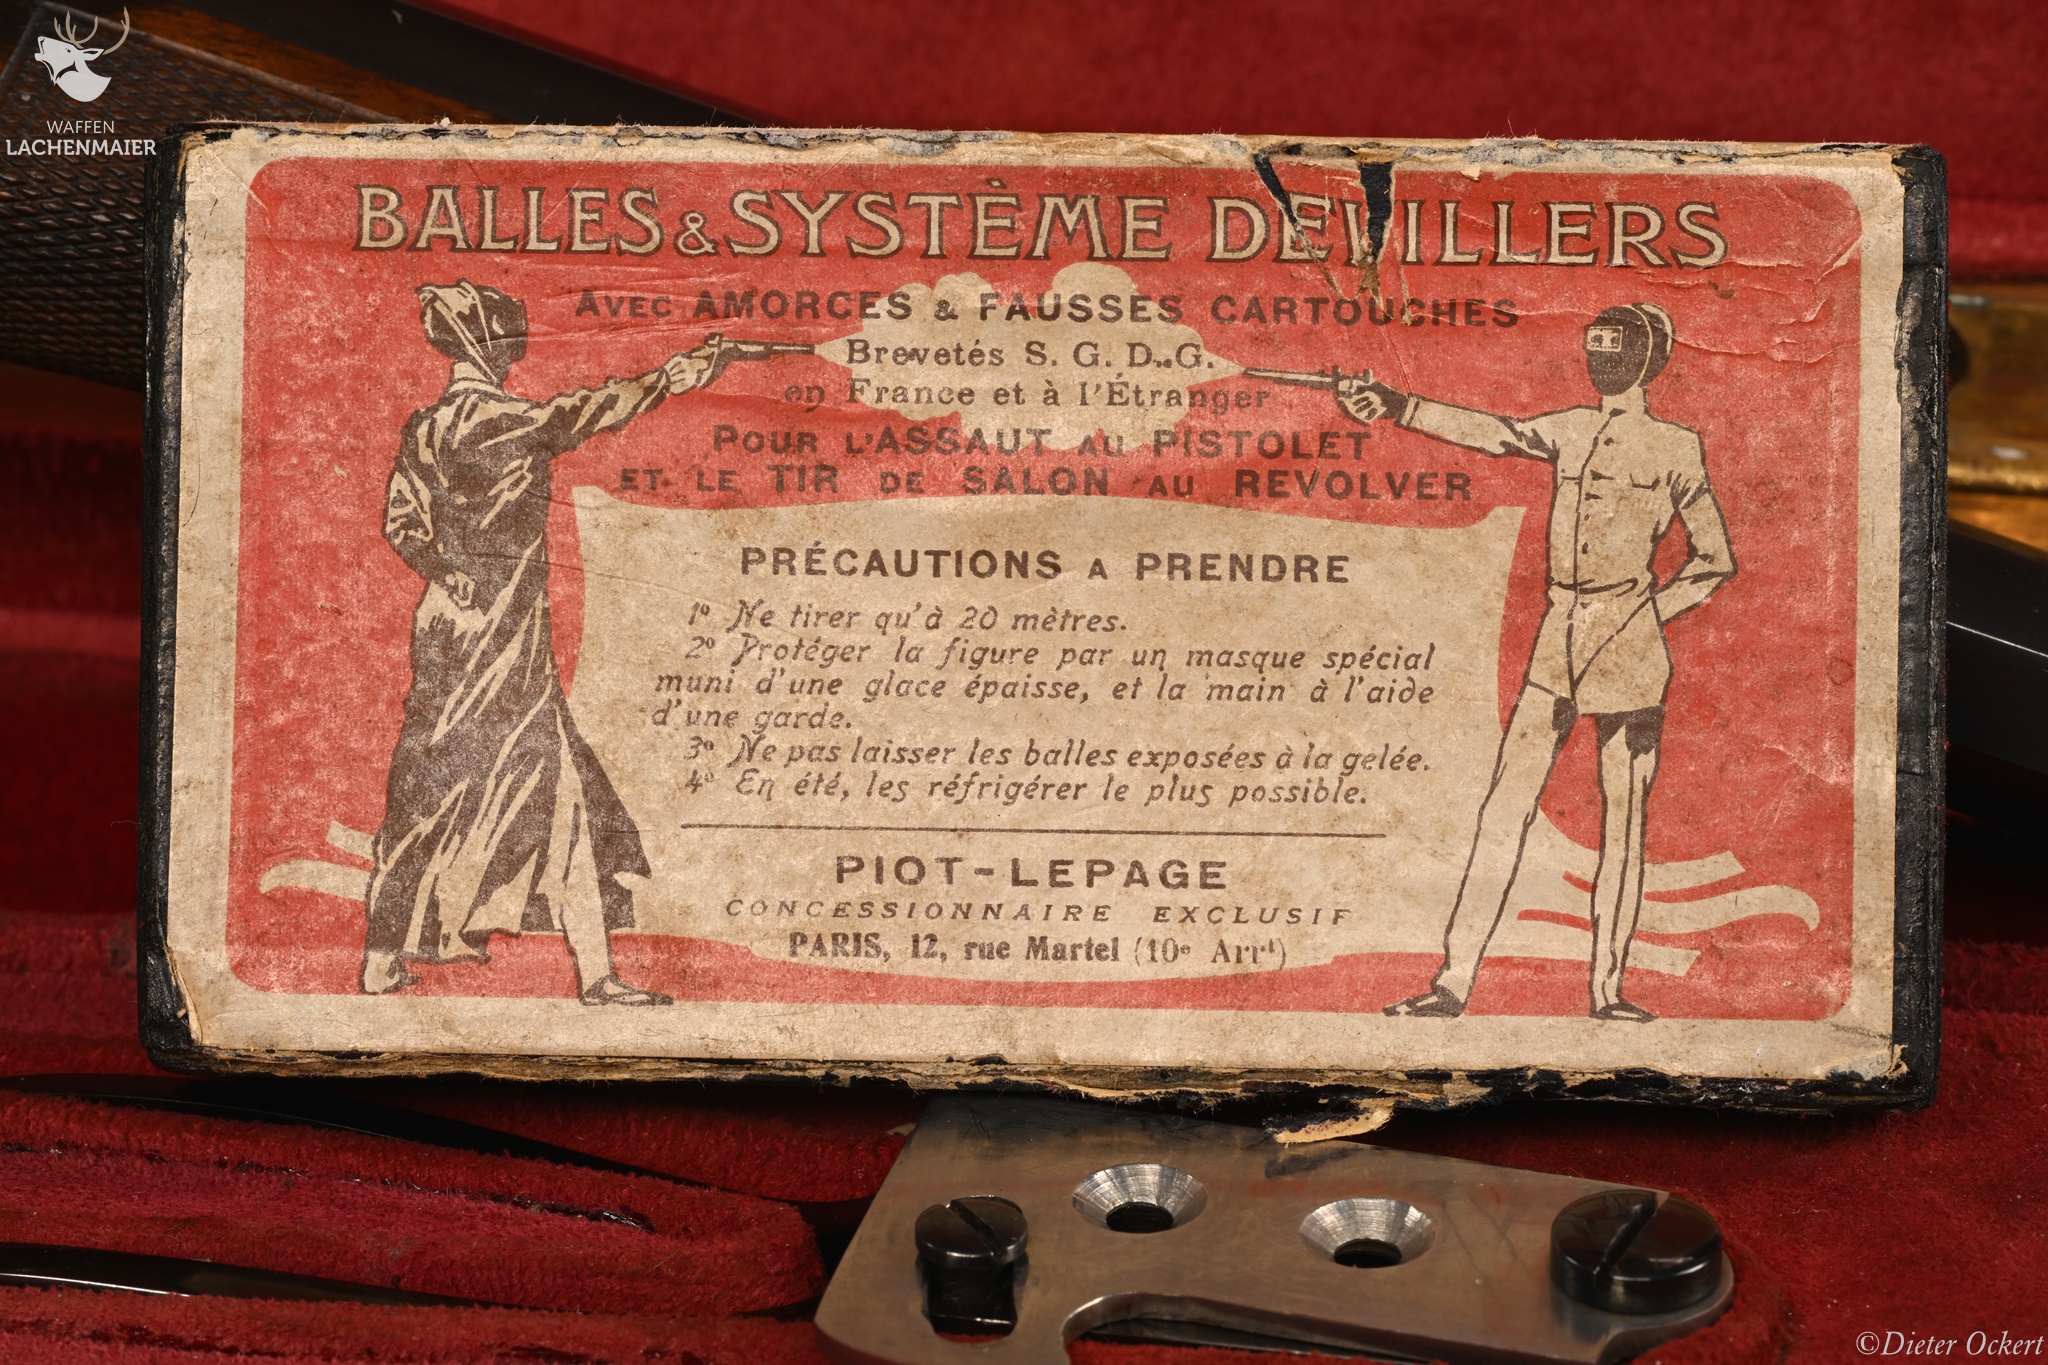 WAFFEN
LACHENMAIER
BALLES & SYSTÈME DEVILLERS
AVEC AMORCES & FAUSSES CARTOUCHES
Brevetés S. G. D. G.
en France et à l'Étranger
POUR L'ASSAUT AU PISTOLET
ET LE TIR DE SALON AU REVOLVER
PRÉCAUTIONS A PRENDRE
1º Ne tirer qu'à 20 mètres.
2º Protéger la figure par un masque spécial
muni d'une glace épaisse, et la main à l'aide
d'une garde.
3º Ne pas laisser les balles exposées à la gelée.
4º En été, les réfrigérer le plus possible.
PIOT-LEPAGE
CONCESSIONNAIRE EXCLUSIF
PARIS, 12, rue Martel (10e Arrt)
©Dieter Ockert